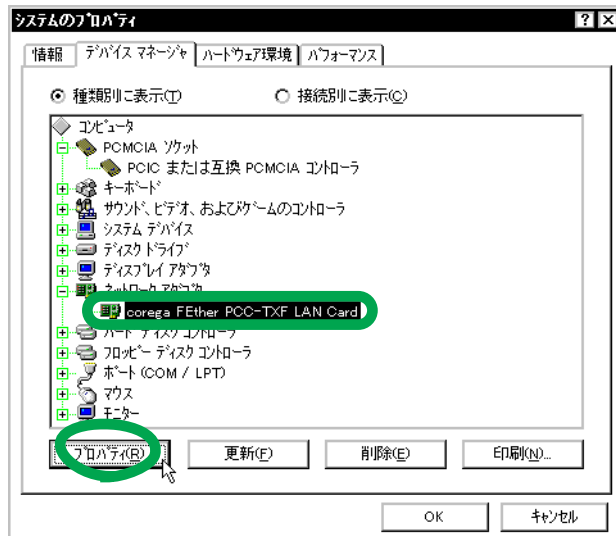 システムのプロパティ
情報 デバイス マネージャ ハードウェア環境 パフォーマンス
種類別に表示(T) 接続別に表示(C)
コンピュータ
PCMCIA ソケット
PCIC または互換 PCMCIA コントローラ
キーボード
サウンド、ビデオ、およびゲームのコントローラ
システム デバイス
ディスク ドライブ
ディスプレイ アダプタ
ネットワーク アダプタ
corega FEther PCC-TXF LAN Card
ハード ディスク コントローラ
フロッピー ディスク コントローラ
ポート (COM / LPT)
マウス
モニター
プロパティ(R) 更新(F) 削除(E) 印刷(N)...
OK キャンセル